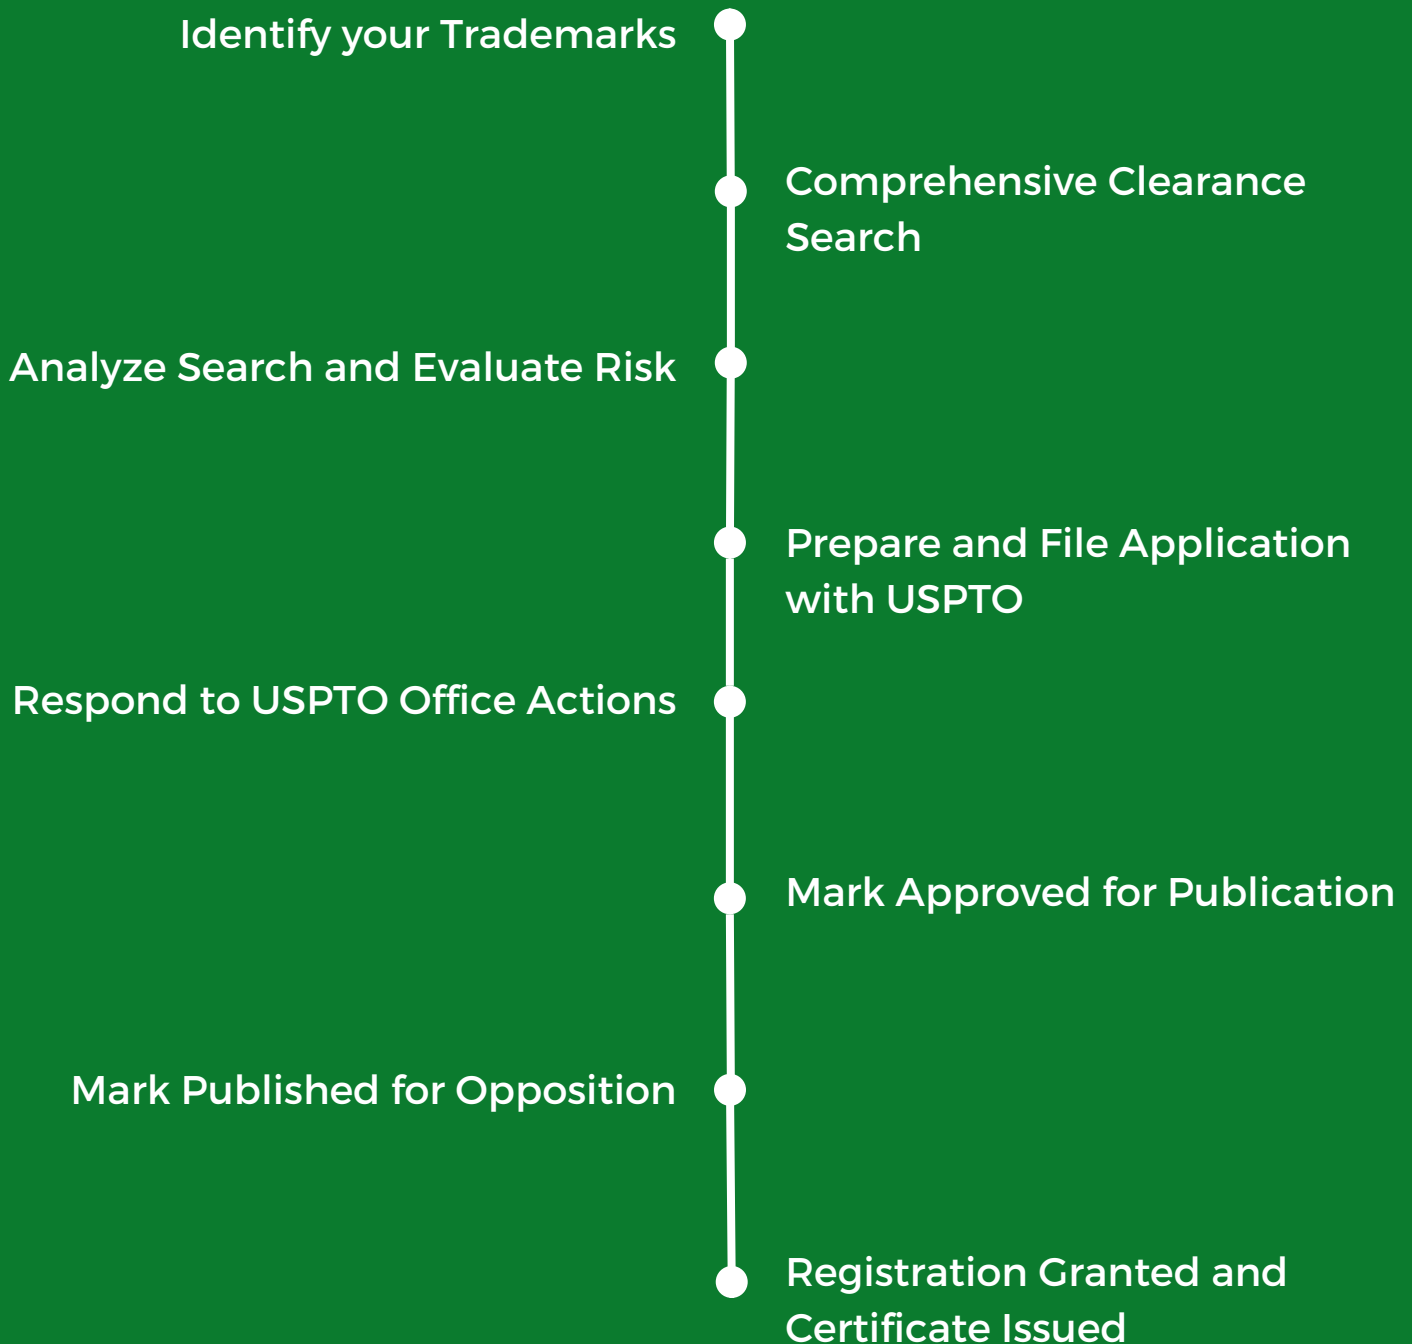 Identify your Trademarks
Comprehensive Clearance
Search
Analyze Search and Evaluate Risk
Prepare and File Application
with USPTO
Respond to USPTO Office Actions
Mark Approved for Publication
Mark Published for Opposition
Registration Granted and
Certificate Issued